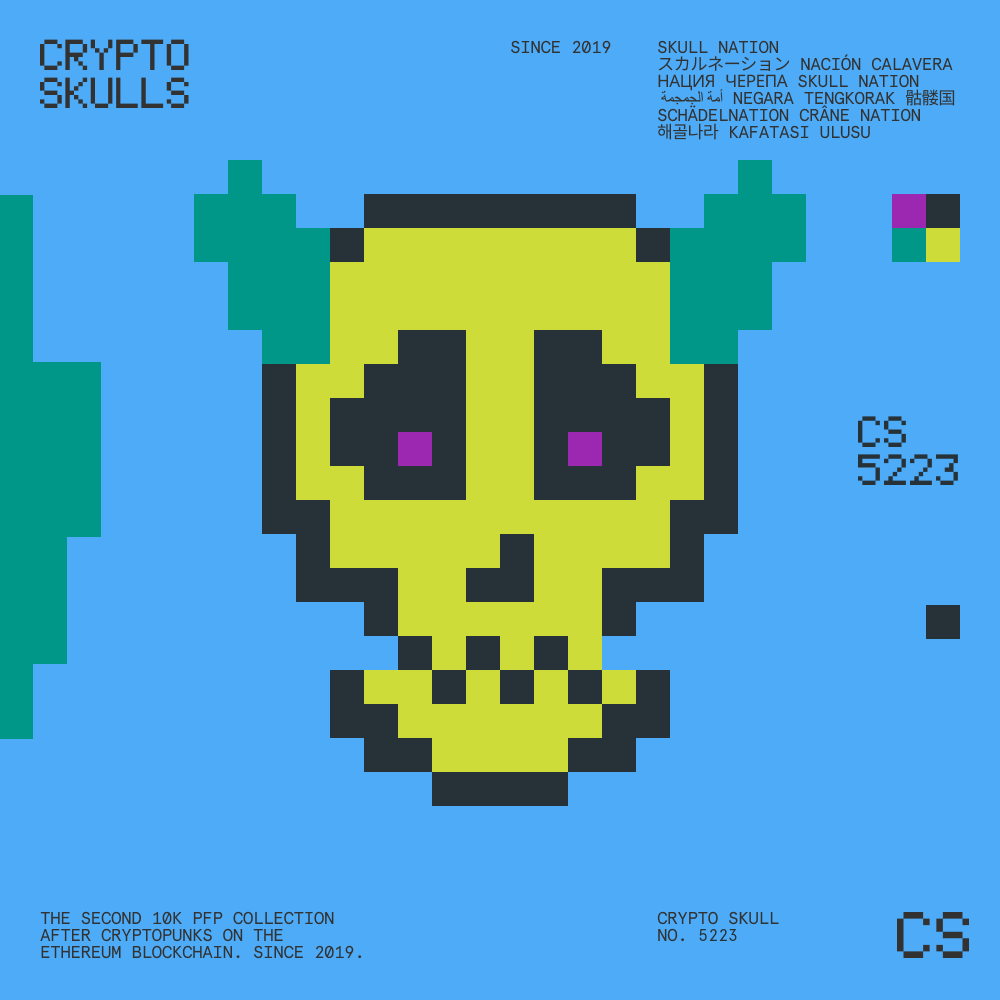 CRYPTO
SKULLS
SINCE 2019
SKULL NATION
スカルネーション NACIÓN CALAVERA
НАЦИЯ ЧЕРЕПА SKULL NATION
أمة الجمجمة NEGARA TENGKORAK 骷髅国
SCHÄDELNATION CRÂNE NATION
해골나라 KAFATASI ULUSU
CS
5223
THE SECOND 10K PFP COLLECTION
AFTER CRYPTOPUNKS ON THE
ETHEREUM BLOCKCHAIN. SINCE 2019.
CRYPTO SKULL
NO. 5223
CS